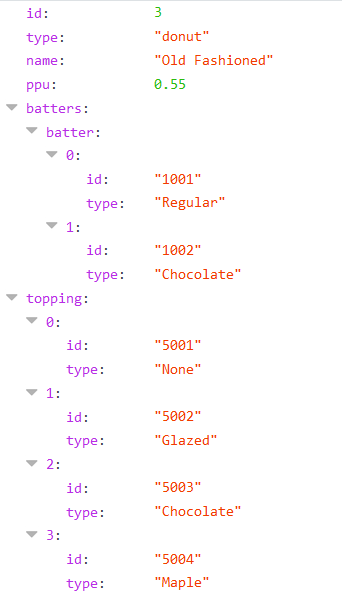 id: 3
type: "donut"
name: "Old Fashioned"
ppu: 0.55
batters:
batter:
0:
id: "1001"
type: "Regular"
1:
id: "1002"
type: "Chocolate"
topping:
0:
id: "5001"
type: "None"
1:
id: "5002"
type: "Glazed"
2:
id: "5003"
type: "Chocolate"
3:
id: "5004"
type: "Maple"